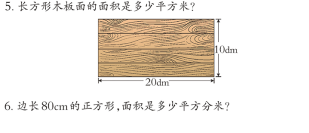 5. 长方形木板面的面积是多少平方米?
10dm
20dm
6. 边长80cm的正方形,面积是多少平方分米?